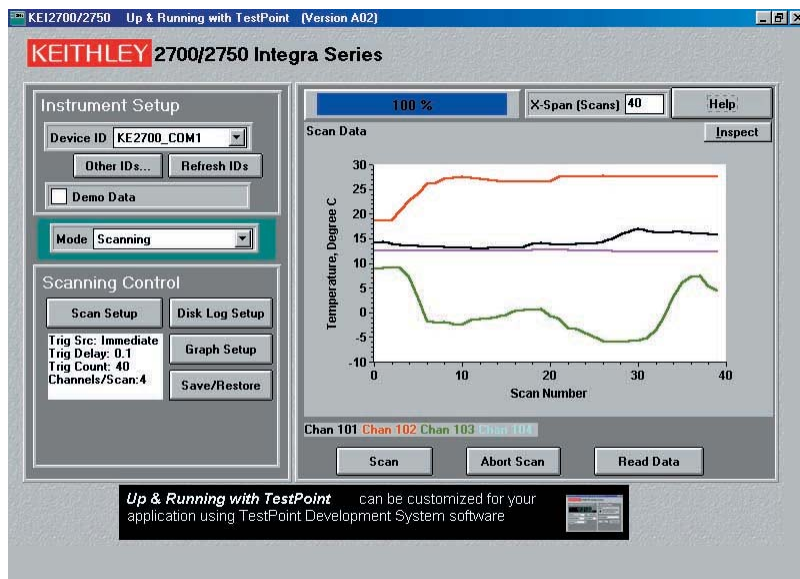 KEI2700/2750 Up & Running with TestPoint (Version A02)
KEITHLEY 2700/2750 Integra Series
Instrument Setup
Device ID KE2700_COM1
Other IDs... Refresh IDs
Demo Data
Mode Scanning
Scanning Control
Scan Setup Disk Log Setup
Trig Src: Immediate
Trig Delay: 0.1
Trig Count: 40
Channels/Scan:4
Graph Setup
Save/Restore
100 %
X-Span (Scans) 40
Help
Scan Data
Inspect
Temperature, Degree C
30
25
20
15
10
5
0
-5
-10
0 10 20 30 40
Scan Number
Chan 101 Chan 102 Chan 103 Chan 104
Scan Abort Scan Read Data
Up & Running with TestPoint can be customized for your
application using TestPoint Development System software